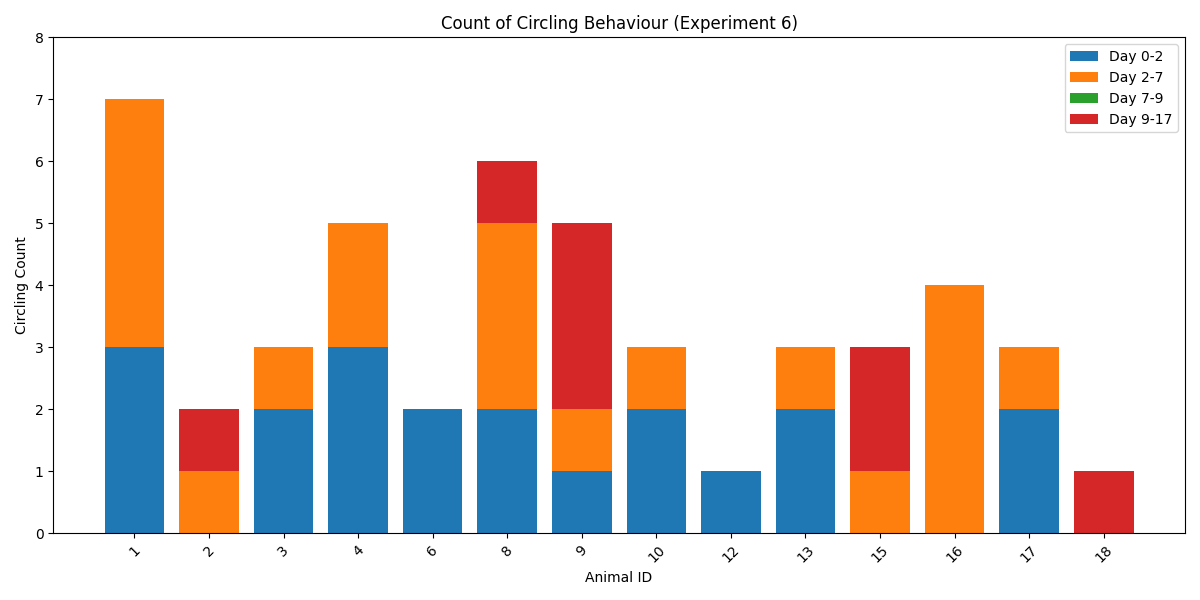 Count of Circling Behaviour (Experiment 6)
Day 0-2
Day 2-7
Day 7-9
Day 9-17
Circling Count
8
7
6
5
4
3
2
1
0
1 2 3 4 6 8 9 10 12 13 15 16 17 18
Animal ID